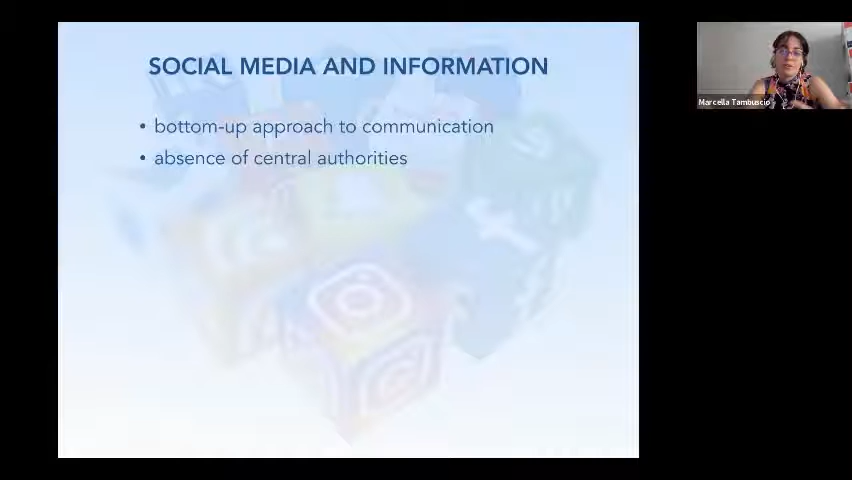 SOCIAL MEDIA AND INFORMATION
• bottom-up approach to communication
• absence of central authorities
Marcella Tambuscio